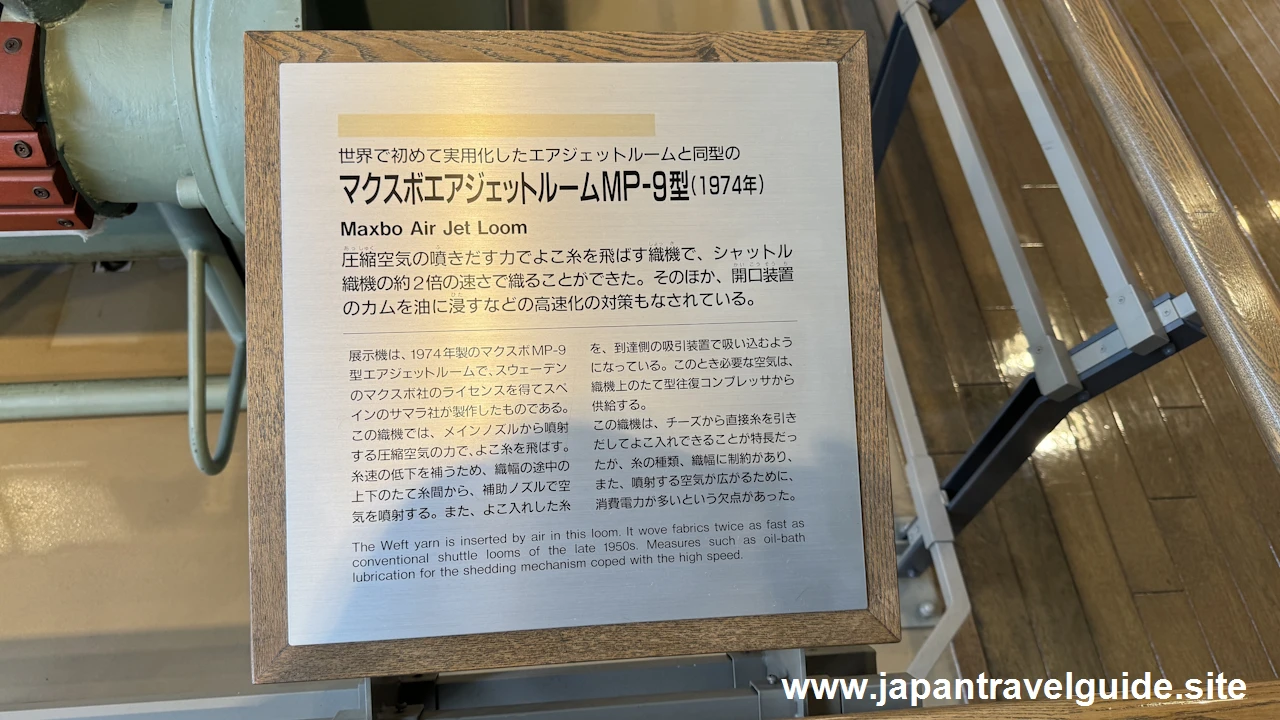 世界で初めて実用化したエアジェットルームと同型の
マクスボエアジェットルームMP-9型(1974年)
Maxbo Air Jet Loom
圧縮空気の噴きだす力でよこ糸を飛ばす織機で、シャットル
織機の約2倍の速さで織ることができた。そのほか、開口装置
のカムを油に浸すなどの高速化の対策もなされている。
展示機は、1974年製のマクスボMP-9
型エアジェットルームで、スウェーデン
のマクスボ社のライセンスを得てスペ
インのサマラ社が製作したものである。
この織機では、メインノズルから噴射
する圧縮空気の力で、よこ糸を飛ばす。
糸速の低下を補うため、織幅の途中の
上下のたて糸間から、補助ノズルで空
気を噴射する。また、よこ入れした糸
を、到達側の吸引装置で吸い込むよう
になっている。このとき必要な空気は、
織機上のたて型往復コンプレッサから
供給する。
この織機は、チーズから直接糸を引き
だしてよこ入れできることが特長だっ
たか、糸の種類、織幅に制約があり、
また、噴射する空気が広がるために、
消費電力が多いという欠点があった。
The Weft yarn is inserted by air in this loom. It wove fabrics twice as fast as
conventional shuttle looms of the late 1950s. Measures such as oil-bath
lubrication for the shedding mechanism coped with the high speed.
www.japantravelguide.site